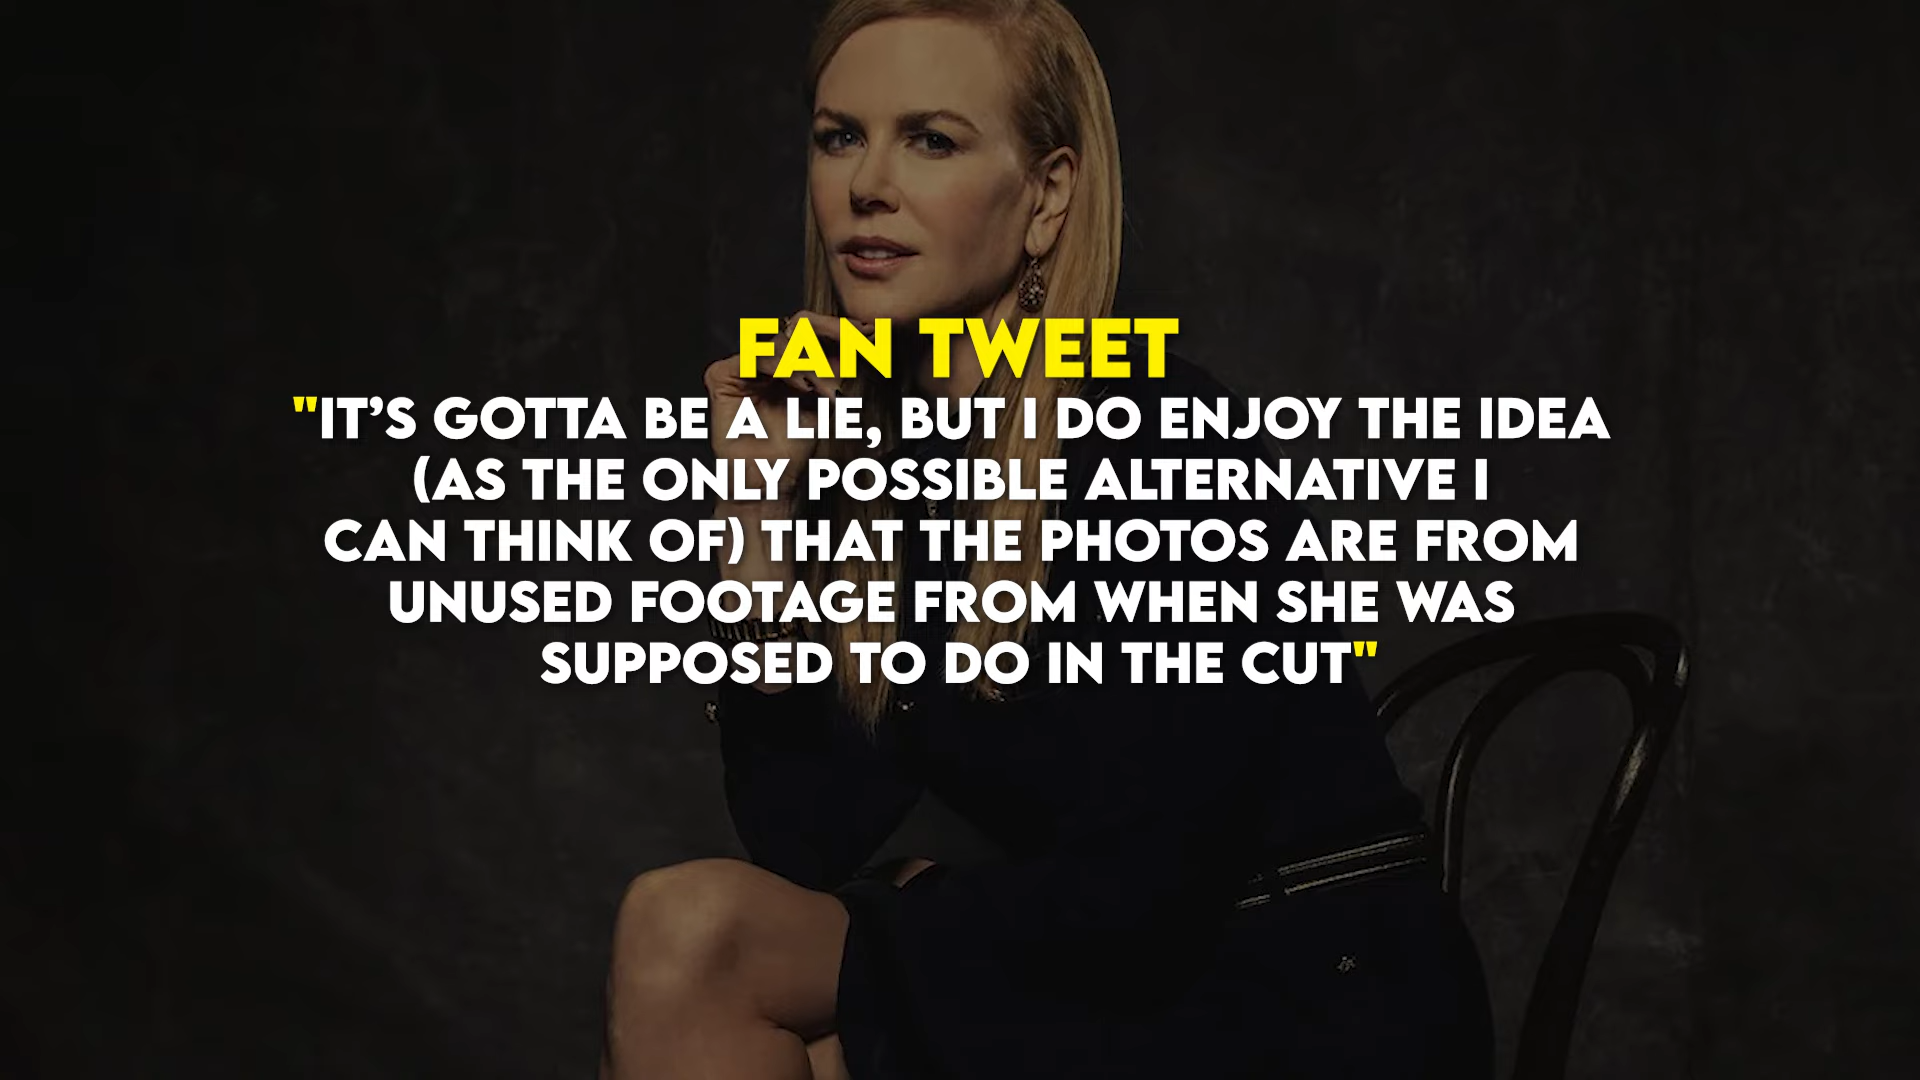 FAN TWEET
"IT’S GOTTA BE A LIE, BUT I DO ENJOY THE IDEA
(AS THE ONLY POSSIBLE ALTERNATIVE I
CAN THINK OF) THAT THE PHOTOS ARE FROM
UNUSED FOOTAGE FROM WHEN SHE WAS
SUPPOSED TO DO IN THE CUT"